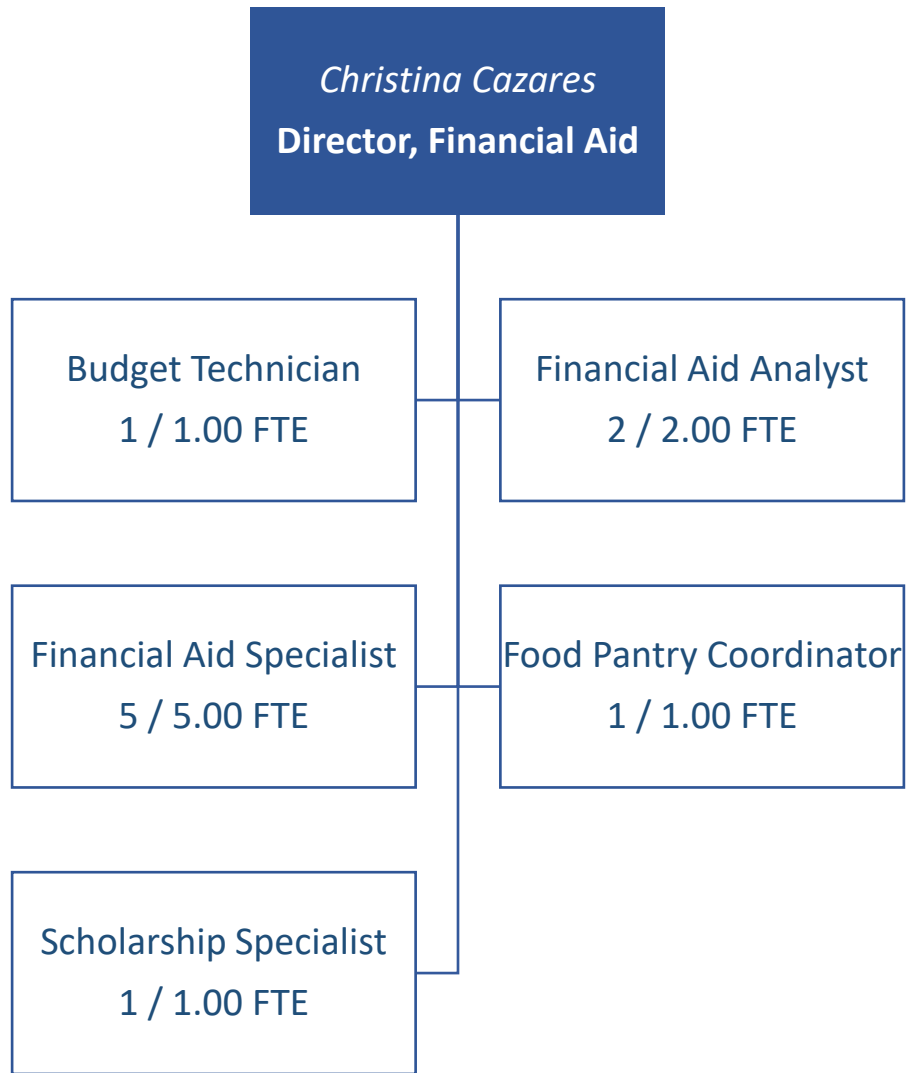 Christina Cazares
Director, Financial Aid
Budget Technician
1 / 1.00 FTE
Financial Aid Analyst
2 / 2.00 FTE
Financial Aid Specialist
5 / 5.00 FTE
Food Pantry Coordinator
1 / 1.00 FTE
Scholarship Specialist
1 / 1.00 FTE